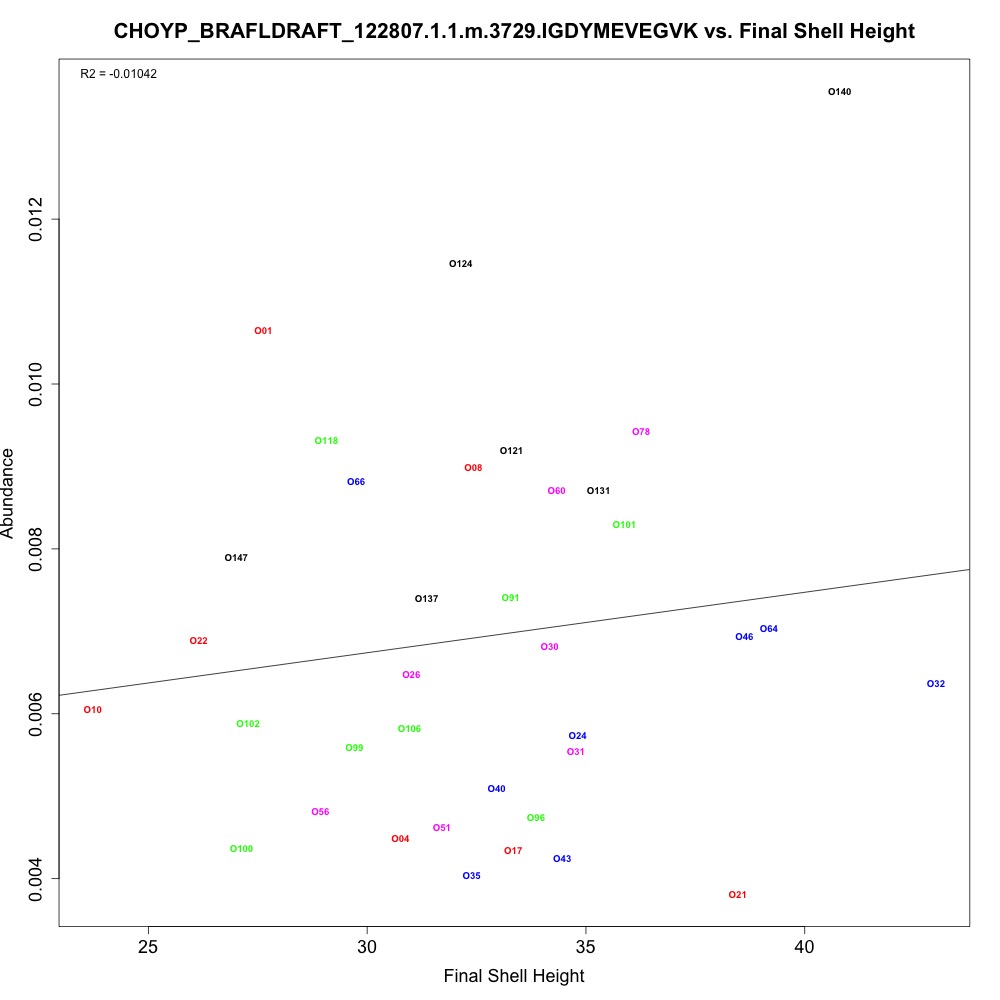 CHOYP_BRAFLDRAFT_122807.1.1.m.3729.IGDYMEVEGVK vs. Final Shell Height
R2 = -0.01042
O140
0.012
O124
O01
0.010
O78
O118
O121
O08
O66
O60 O131
O101
0.008
O147
O137
O91
O64
O46
O22
O30
O26
O32
0.006
O10
O102
O106
O24
O99
O31
O40
O56
O96
O51
O04
O100
O17
O43
0.004
O35
O21
Abundance
25 30 35 40
Final Shell Height